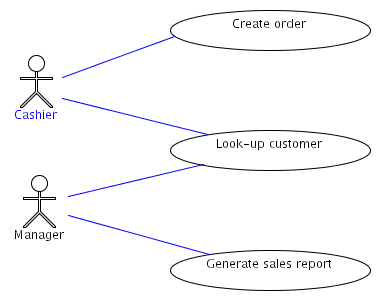 Create order
Cashier
Look-up customer
Manager
Generate sales report